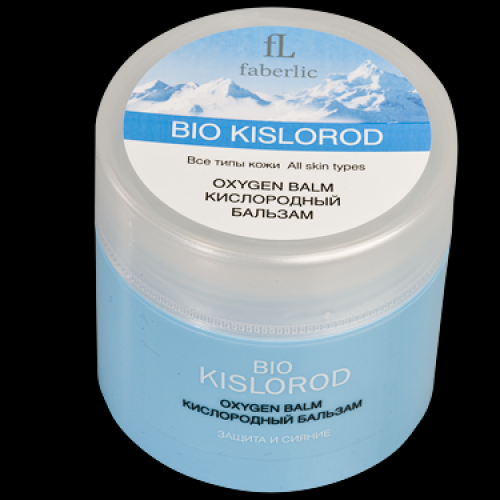 fL
faberlic
BIO KISLOROD
Все типы кожи All skin types
OXYGEN BALM
КИСЛОРОДНЫЙ
БАЛЬЗАМ
BIO
KISLOROD
OXYGEN BALM
КИСЛОРОДНЫЙ БАЛЬЗАМ
ЗАЩИТА И СИЯНИЕ